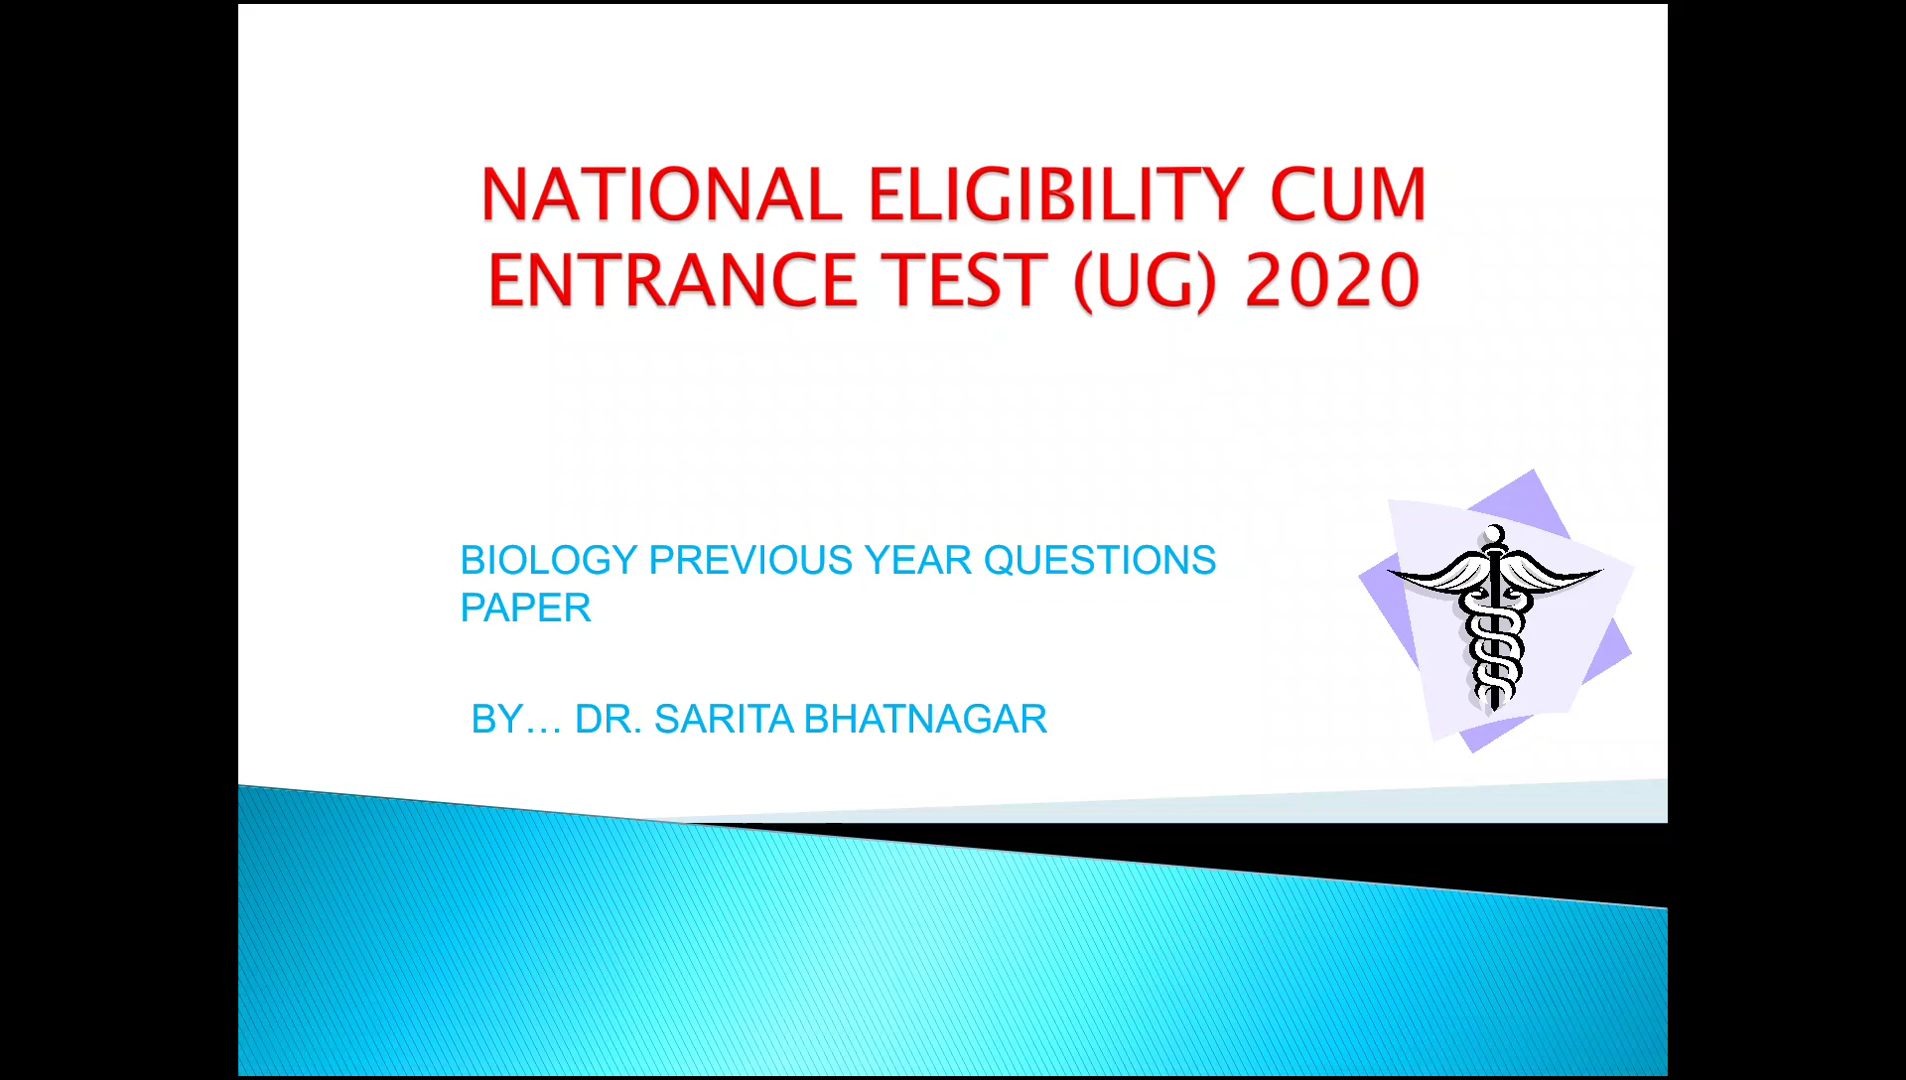 NATIONAL ELIGIBILITY CUM
ENTRANCE TEST (UG) 2020
BIOLOGY PREVIOUS YEAR QUESTIONS
PAPER
BY… DR. SARITA BHATNAGAR